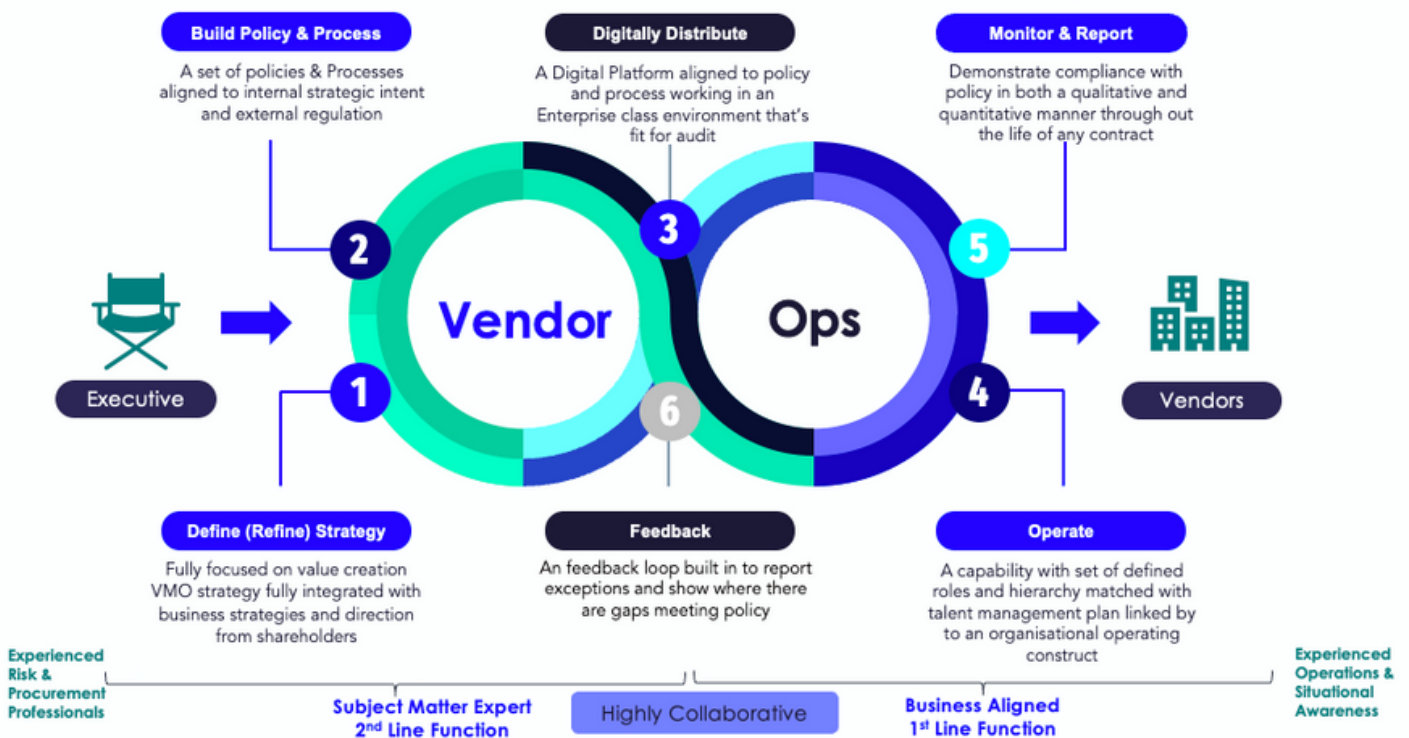 Build Policy & Process
A set of policies & Processes
aligned to internal strategic intent
and external regulation
Digitally Distribute
A Digital Platform aligned to policy
and process working in an
Enterprise class environment that's
fit for audit
Monitor & Report
Demonstrate compliance with
policy in both a qualitative and
quantitative manner through out
the life of any contract
2
3
5
Vendor
Ops
Executive
Vendors
1
6
4
Define (Refine) Strategy
Fully focused on value creation
VMO strategy fully integrated with
business strategies and direction
from shareholders
Feedback
An feedback loop built in to report
exceptions and show where there
are gaps meeting policy
Operate
A capability with set of defined
roles and hierarchy matched with
talent management plan linked by
to an organisational operating
construct
Experienced
Risk &
Procurement
Professionals
Subject Matter Expert
2nd Line Function
Highly Collaborative
Business Aligned
1st Line Function
Experienced
Operations &
Situational
Awareness